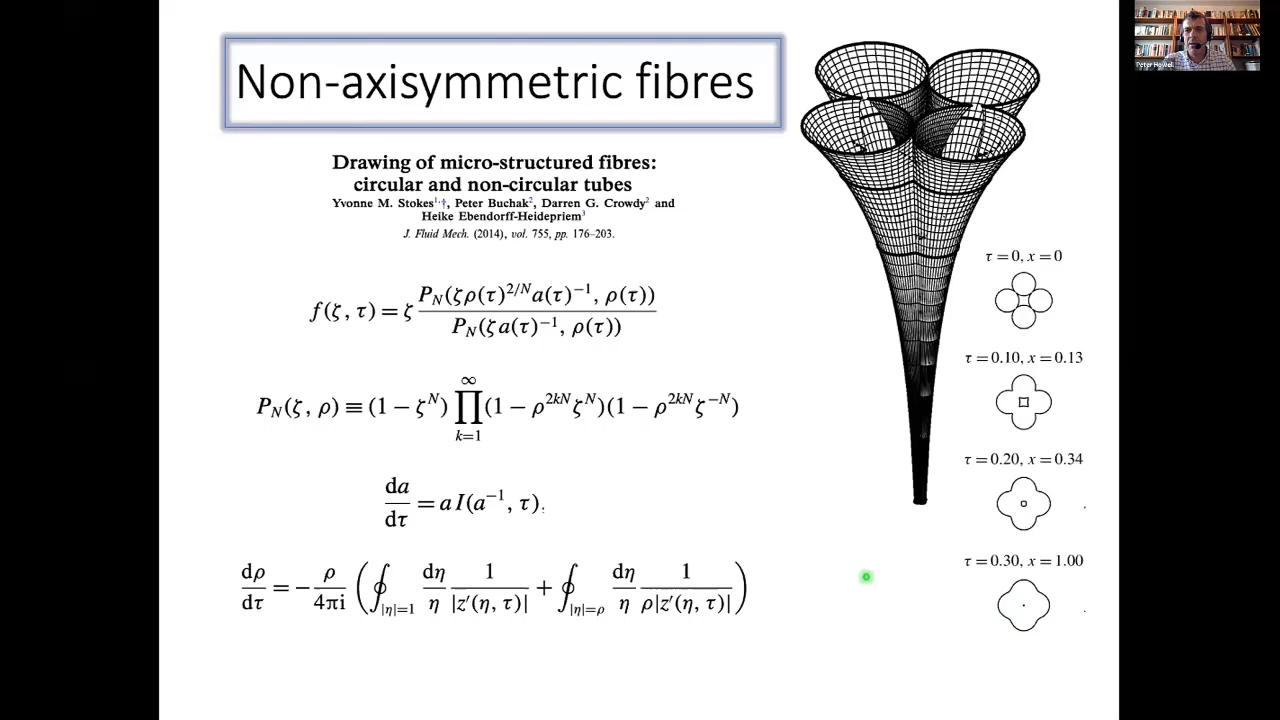 Non-axisymmetric fibres
Peter Howell
Drawing of micro-structured fibres:
circular and non-circular tubes
Yvonne M. Stokes¹,†, Peter Buchak², Darren G. Crowdy² and
Heike Ebendorff-Heidepriem³
J. Fluid Mech. (2014), vol. 755, pp. 176–203.
f(ζ, τ) = ζ P_N(ζρ(τ)^{2/N} a(τ)^{−1}, ρ(τ)) / P_N(ζ a(τ)^{−1}, ρ(τ))
P_N(ζ, ρ) ≡ (1 − ζ^N) ∏_{k=1}^{∞} (1 − ρ^{2kN} ζ^N)(1 − ρ^{2kN} ζ^{−N})
da/dτ = a I(a^{−1}, τ).
dρ/dτ = − ρ/4πi ( ∮_{|η|=1} dη/η 1/|z′(η, τ)| + ∮_{|η|=ρ} dη/η 1/ρ|z′(η, τ)| )
τ = 0, x = 0
τ = 0.10, x = 0.13
τ = 0.20, x = 0.34
τ = 0.30, x = 1.00